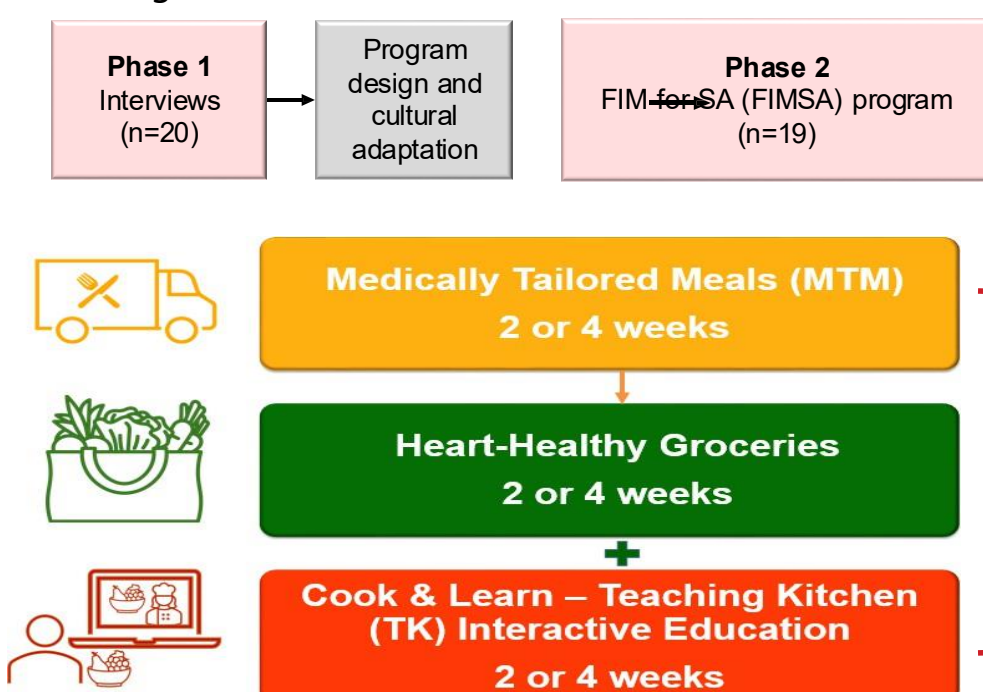 Phase 1
Interviews
(n=20)
Program
design and
cultural
adaptation
Phase 2
FIM for SA (FIMSA) program
(n=19)
Medically Tailored Meals (MTM)
2 or 4 weeks
Heart-Healthy Groceries
2 or 4 weeks
Cook & Learn – Teaching Kitchen
(TK) Interactive Education
2 or 4 weeks